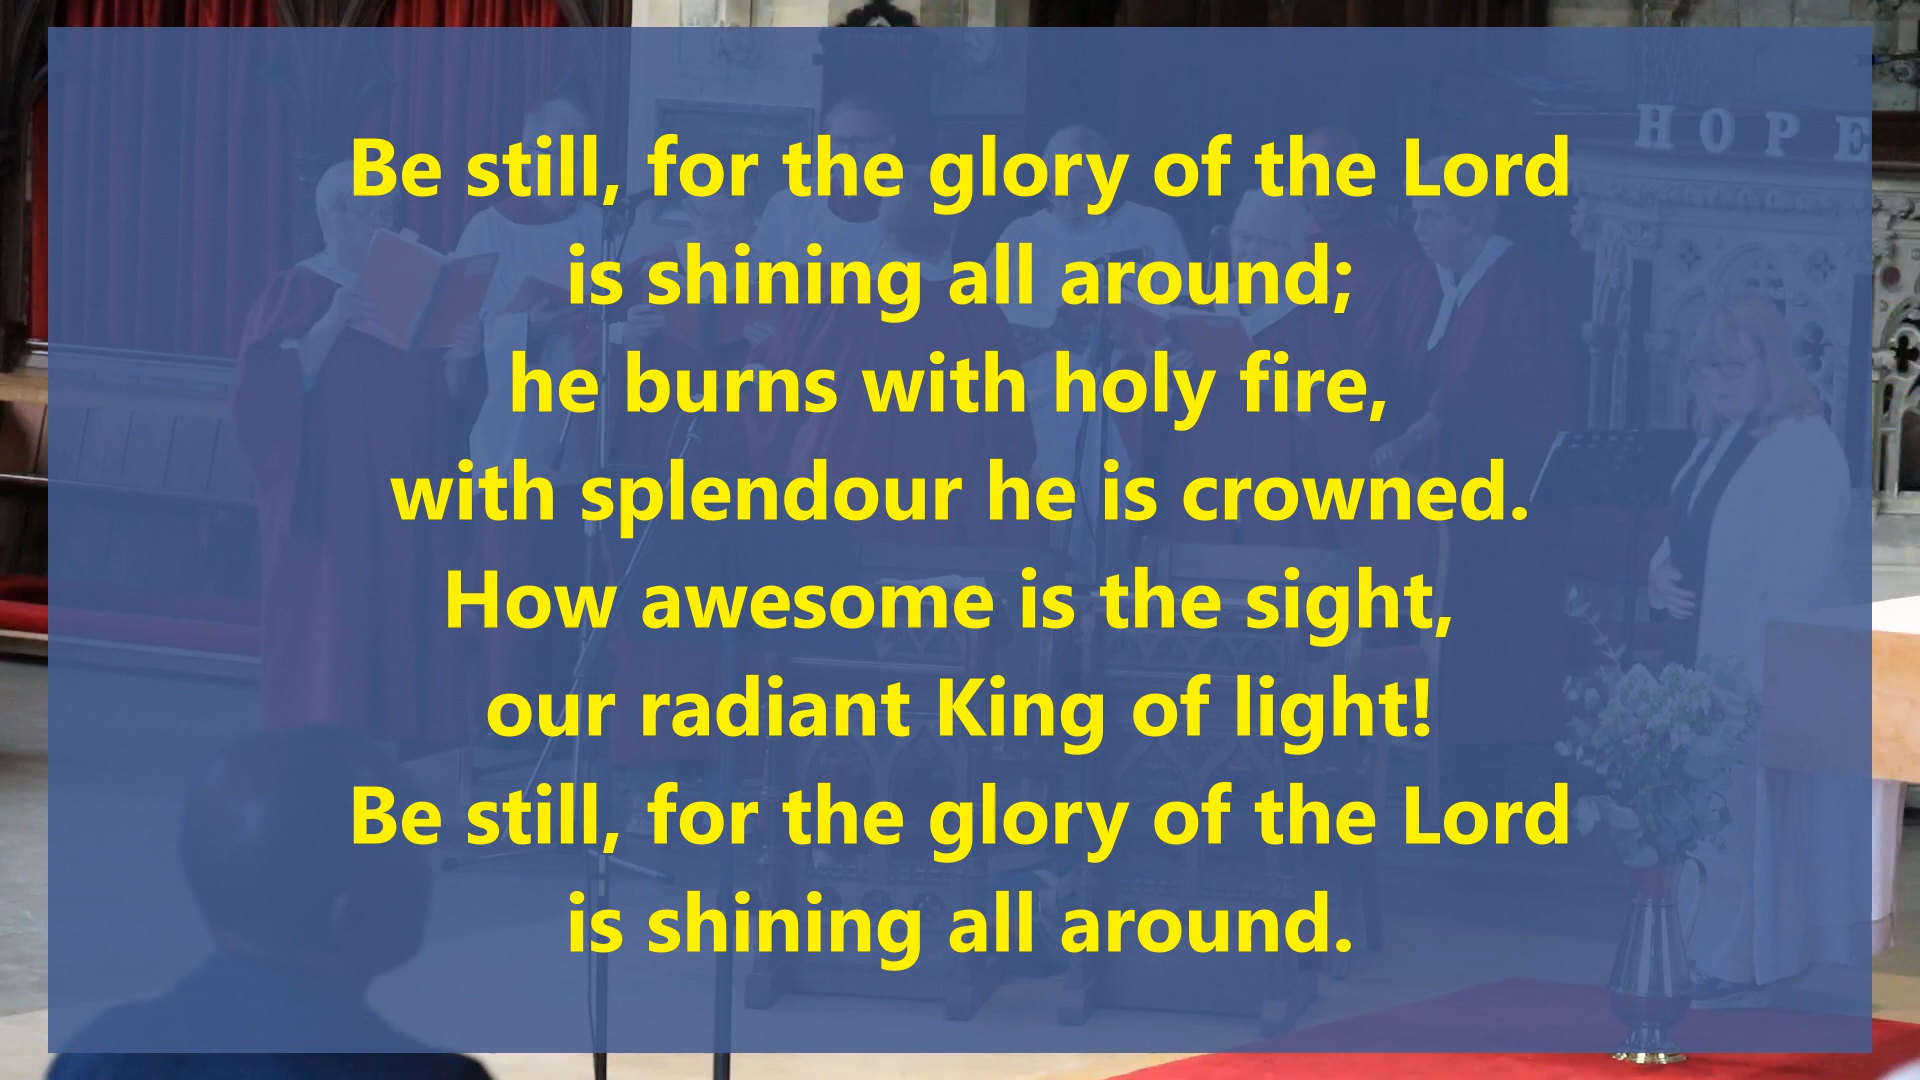 HOPE
Be still, for the glory of the Lord
is shining all around;
he burns with holy fire,
with splendour he is crowned.
How awesome is the sight,
our radiant King of light!
Be still, for the glory of the Lord
is shining all around.